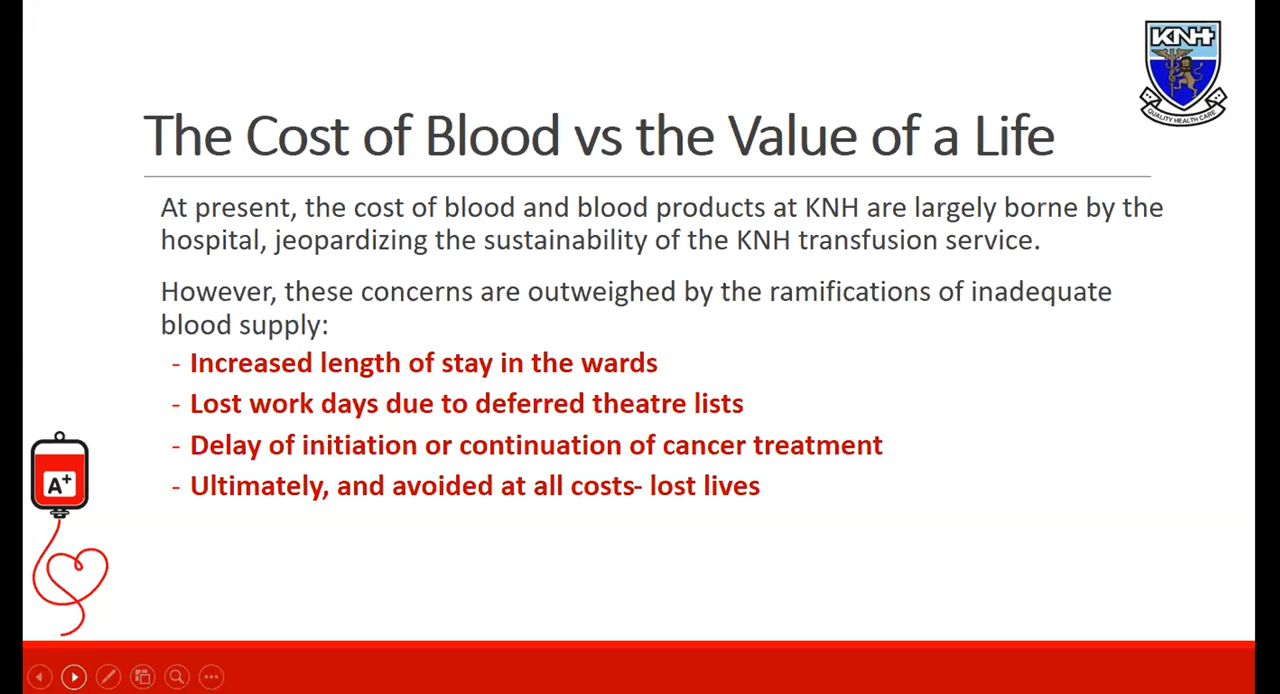 KNH
QUALITY HEALTH CARE
The Cost of Blood vs the Value of a Life
At present, the cost of blood and blood products at KNH are largely borne by the
hospital, jeopardizing the sustainability of the KNH transfusion service.
However, these concerns are outweighed by the ramifications of inadequate
blood supply:
- Increased length of stay in the wards
- Lost work days due to deferred theatre lists
- Delay of initiation or continuation of cancer treatment
- Ultimately, and avoided at all costs- lost lives
A+